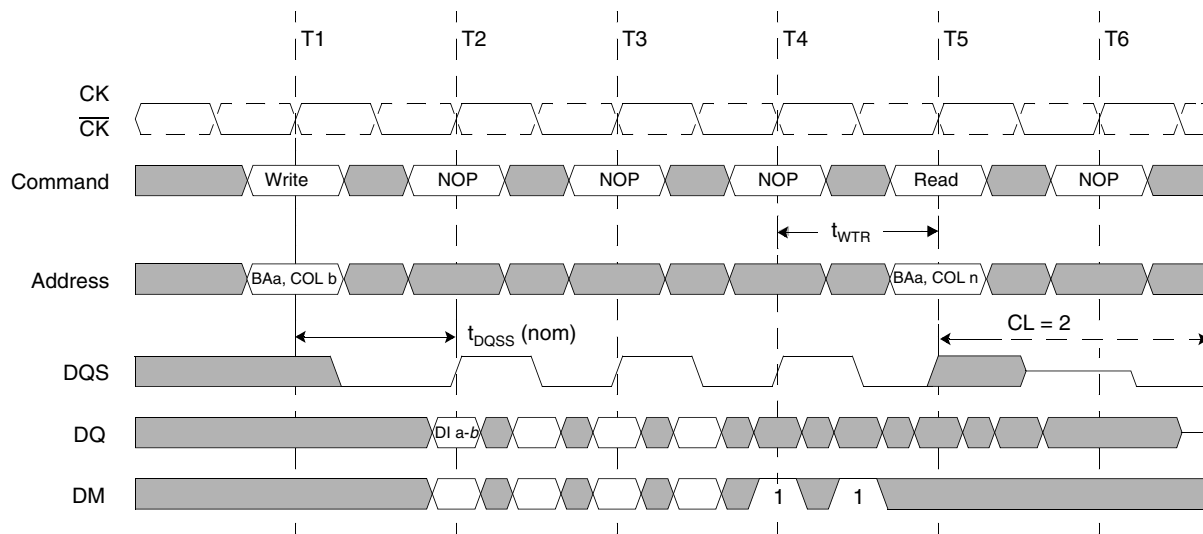 T1 T2 T3 T4 T5 T6
CK
CK
Command Write NOP NOP NOP Read NOP
tWTR
Address BAa, COL b BAa, COL n
tDQSS (nom) CL = 2
DQS
DQ DI a-b
DM 1 1